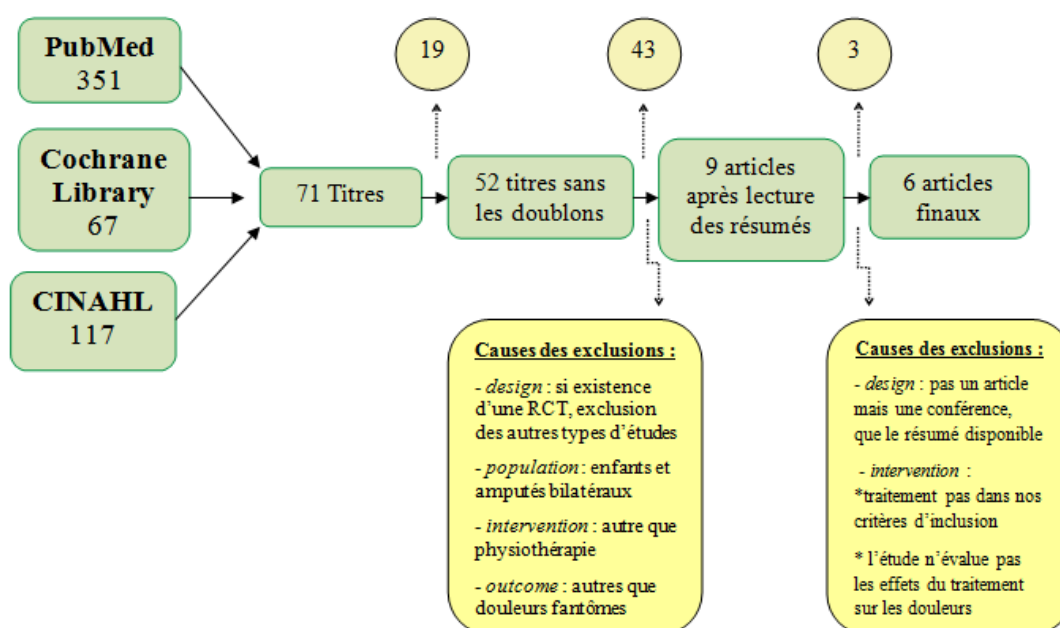 PubMed
351
Cochrane
Library
67
CINAHL
117
71 Titres
19
52 titres sans
les doublons
43
9 articles
après lecture
des résumés
3
6 articles
finaux
Causes des exclusions :
- design : si existence
d’une RCT, exclusion
des autres types d’études
- population : enfants et
amputés bilatéraux
- intervention : autre que
physiothérapie
- outcome : autres que
douleurs fantômes
Causes des exclusions :
- design : pas un article
mais une conférence,
que le résumé disponible
- intervention :
*traitement pas dans nos
critères d’inclusion
* l’étude n’évalue pas
les effets du traitement
sur les douleurs